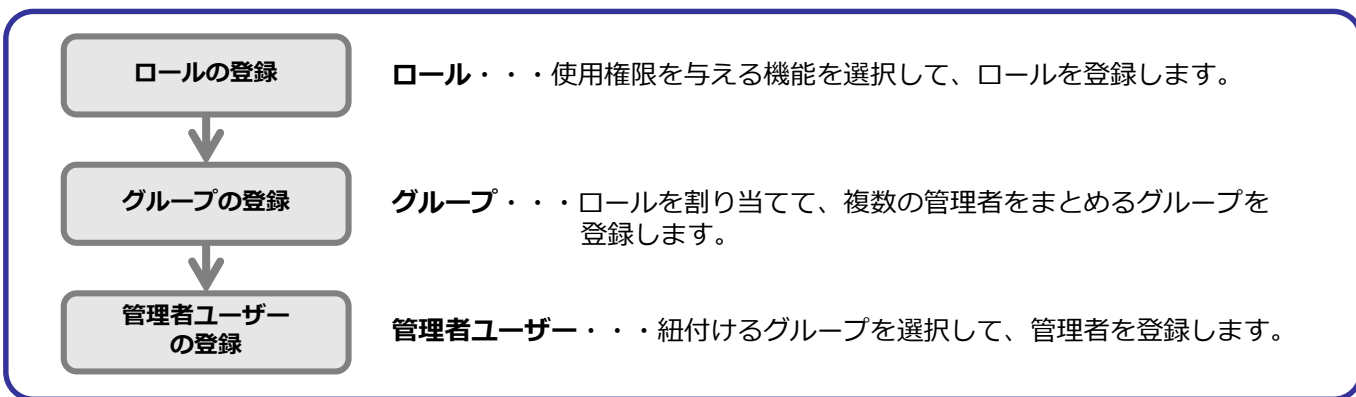 ロールの登録
ロール・・・使用権限を与える機能を選択して、ロールを登録します。
グループの登録
グループ・・・ロールを割り当てて、複数の管理者をまとめるグループを
登録します。
管理者ユーザー
の登録
管理者ユーザー・・・紐付けるグループを選択して、管理者を登録します。